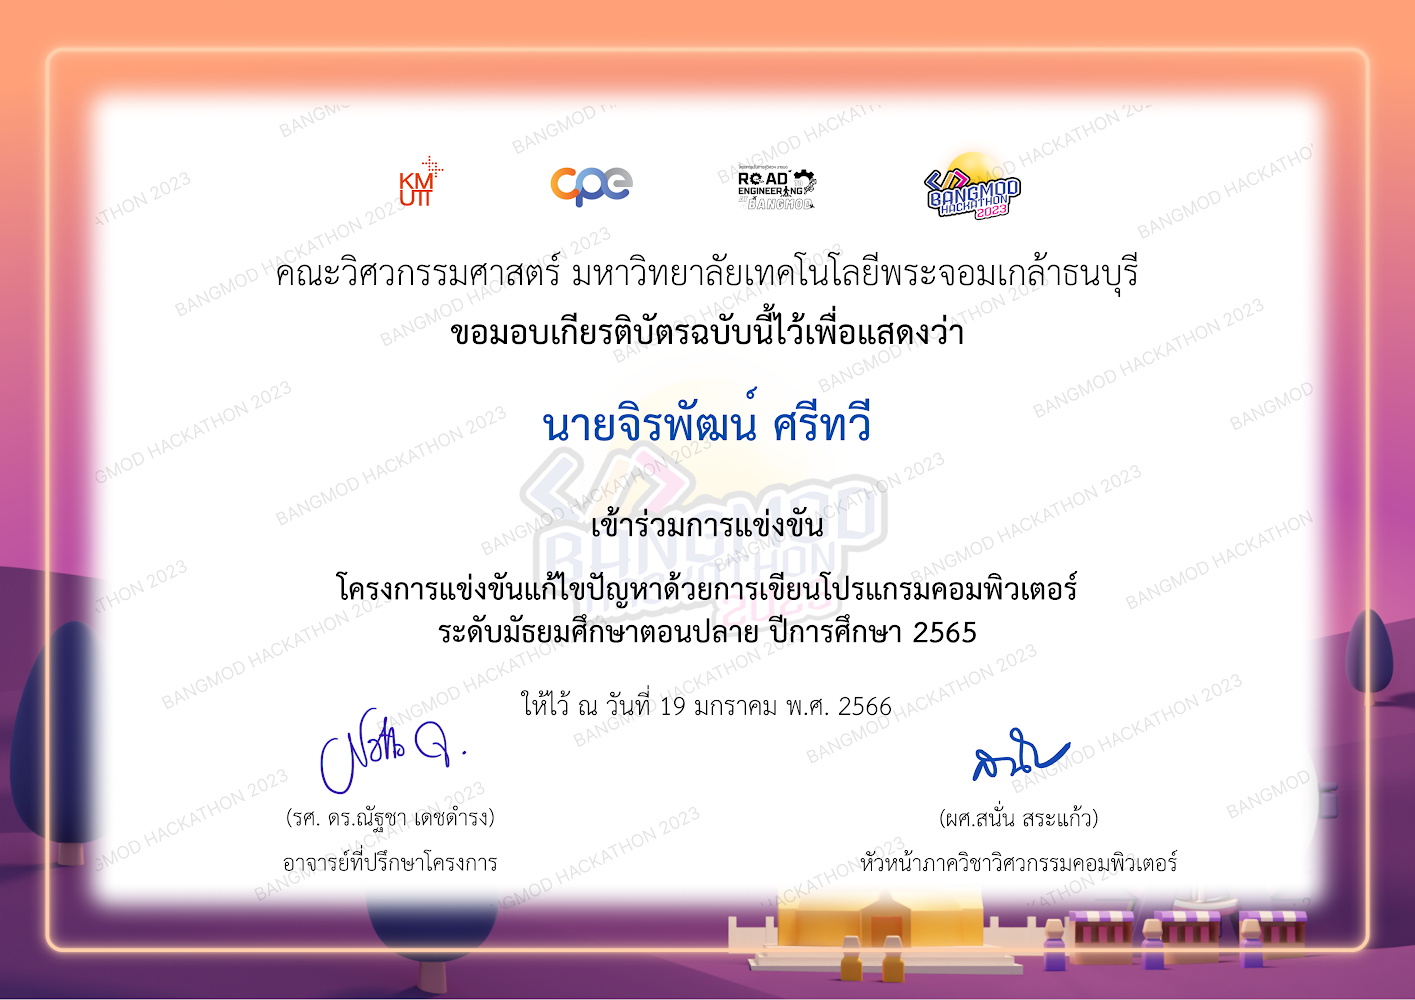 KMUTT
cpe
ROAD
ENGINEERING
BANGMOD
BANGMOD
HACKATHON
2023
คณะวิศวกรรมศาสตร์ มหาวิทยาลัยเทคโนโลยีพระจอมเกล้าธนบุรี
ขอมอบเกียรติบัตรฉบับนี้ไว้เพื่อแสดงว่า
นายจิรพัฒน์ ศรีทวี
เข้าร่วมการแข่งขัน
โครงการแข่งขันแก้ไขปัญหาด้วยการเขียนโปรแกรมคอมพิวเตอร์
ระดับมัธยมศึกษาตอนปลาย ปีการศึกษา 2565
ให้ไว้ ณ วันที่ 19 มกราคม พ.ศ. 2566
(รศ. ดร.ณัฐชา เดชดำรง)
(ผศ.สนั่น สระแก้ว)
อาจารย์ที่ปรึกษาโครงการ
หัวหน้าภาควิชาวิศวกรรมคอมพิวเตอร์
BANGMOD HACKATHON 2023